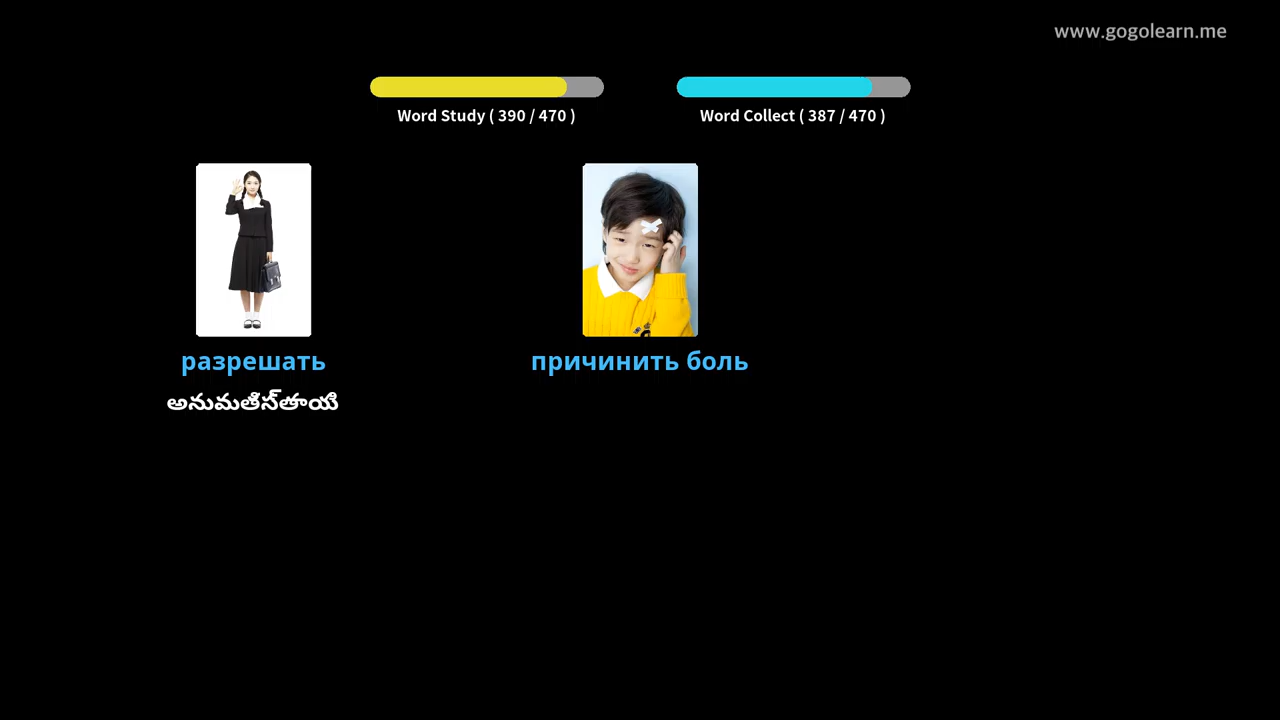 www.gogolearn.me
Word Study ( 390 / 470 )
Word Collect ( 387 / 470 )
разрешать
причинить боль
అనుమతిస్తాయి